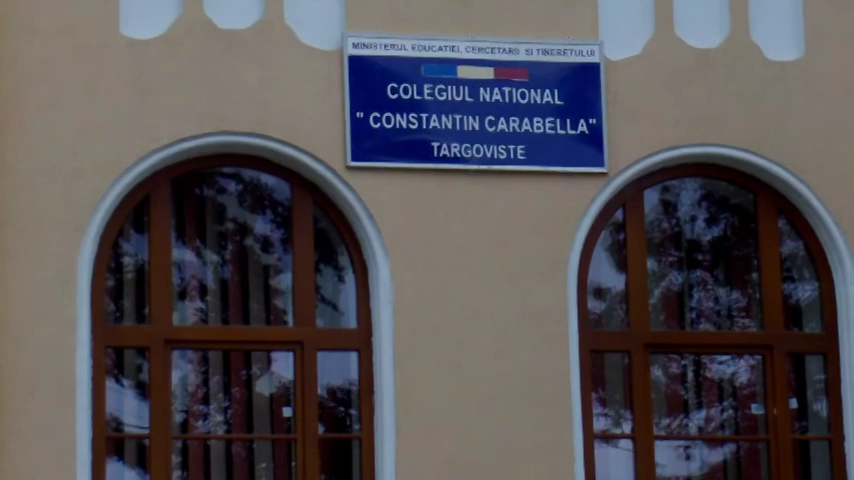 MINISTERUL EDUCATIEI, CERCETARII SI TINERETULUI
COLEGIUL NATIONAL
" CONSTANTIN CARABELLA"
TARGOVISTE